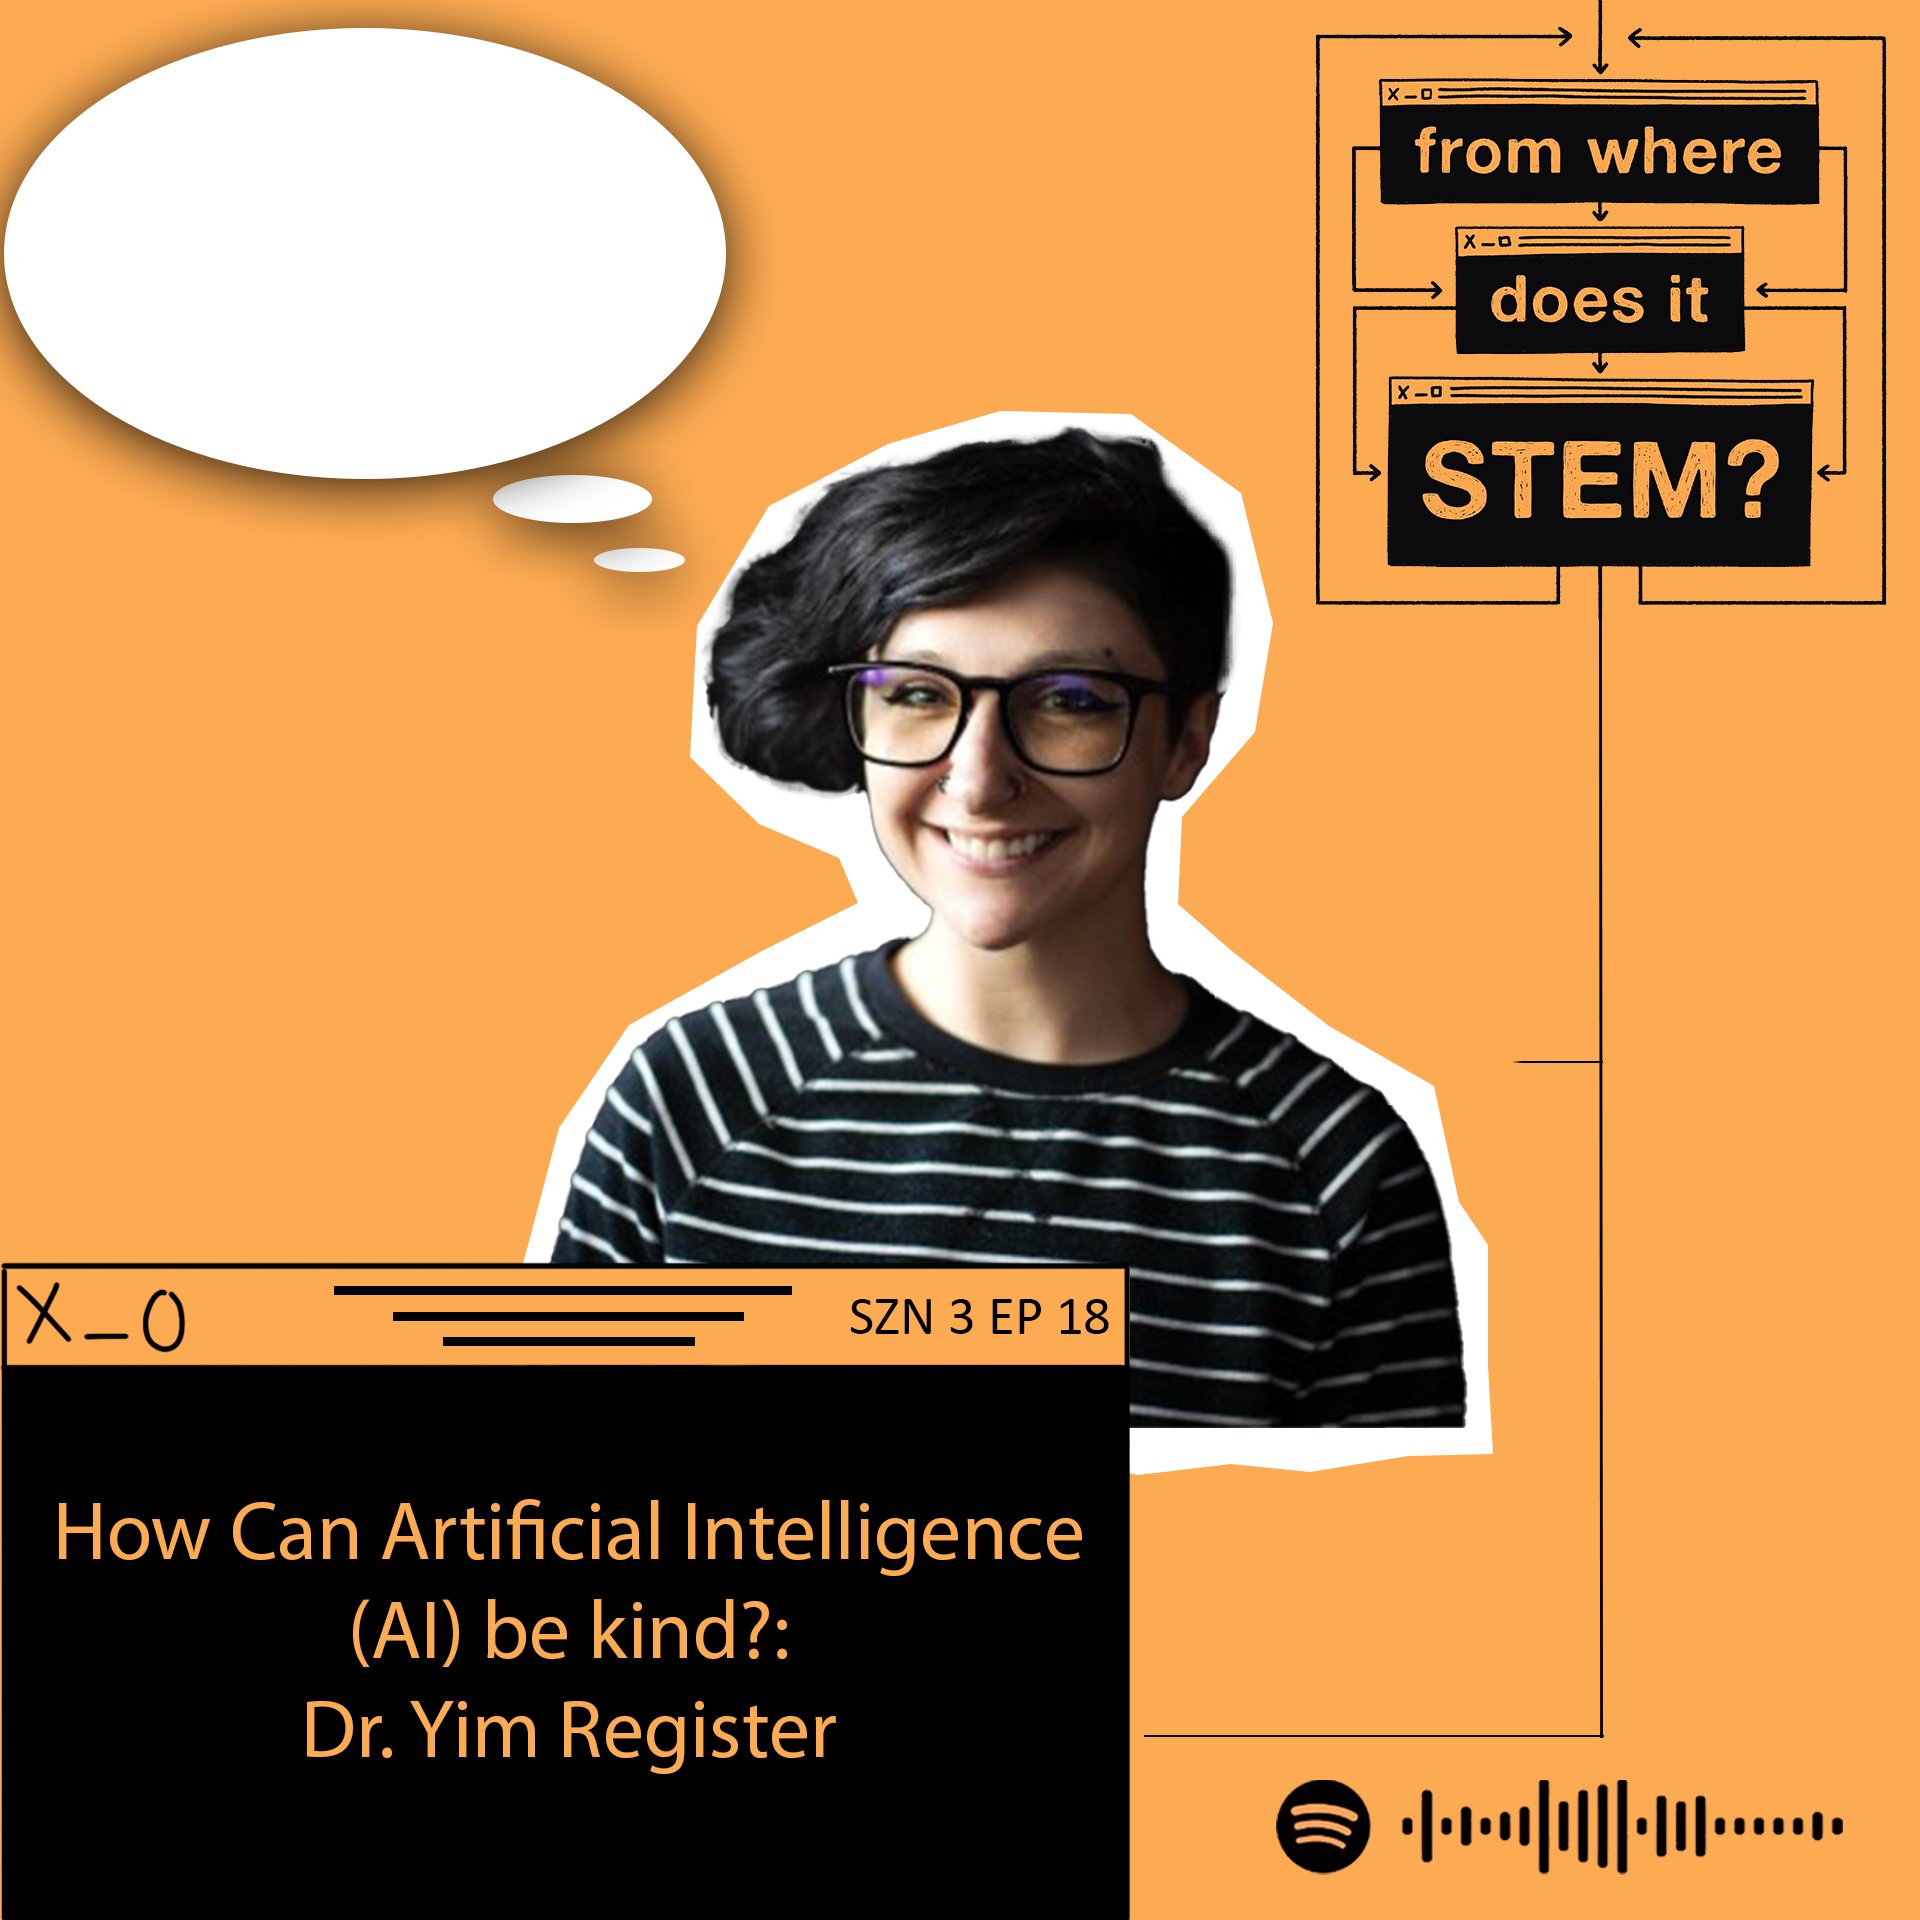 X _ O
from where
X _ O
does it
X _ O
STEM?
X _ O
SZN 3 EP 18
How Can Artificial Intelligence
(AI) be kind?:
Dr. Yim Register